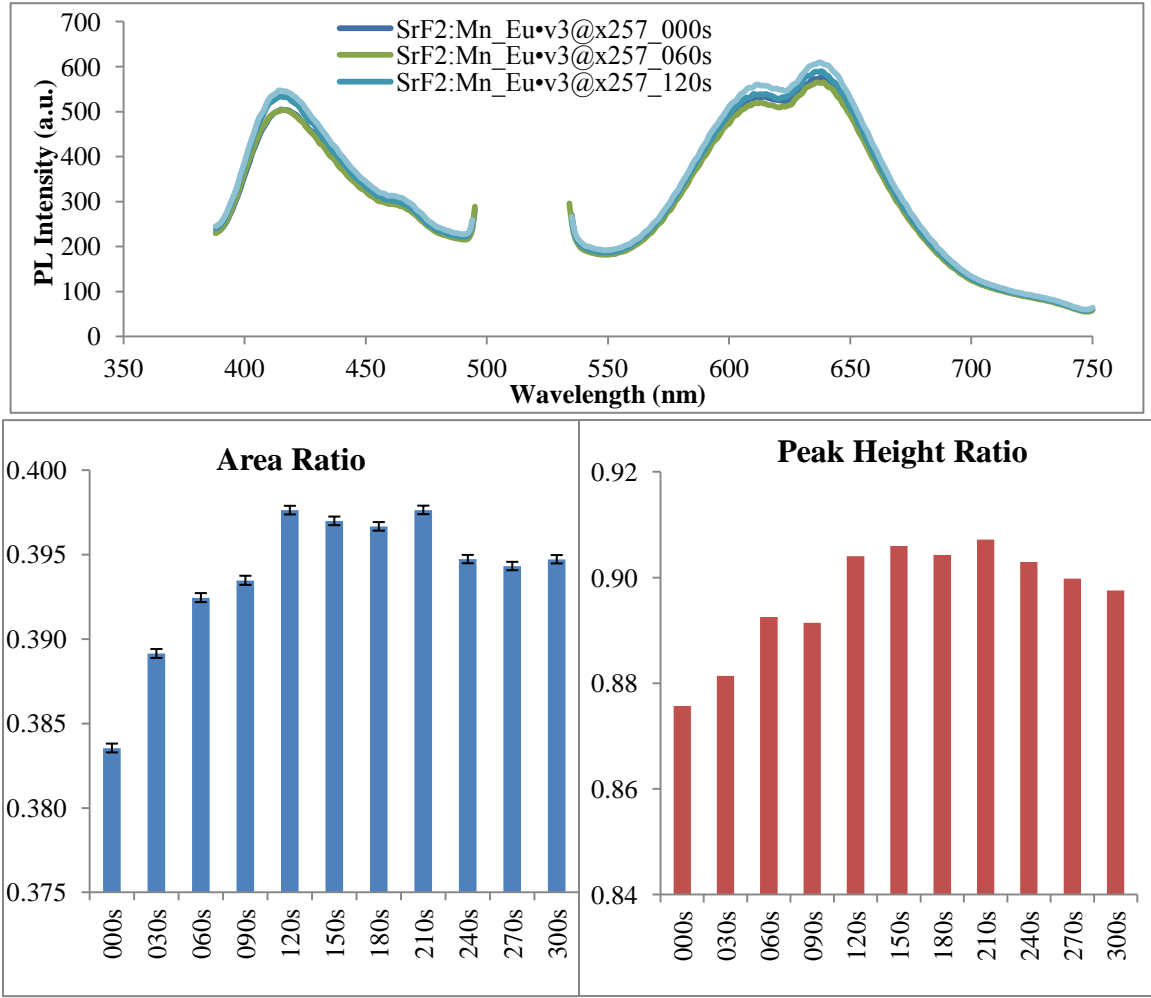 700
600
500
400
300
200
100
0
PL Intensity (a.u.)
SrF2:Mn_Eu•v3@x257_000s
SrF2:Mn_Eu•v3@x257_060s
SrF2:Mn_Eu•v3@x257_120s
350 400 450 500 550 600 650 700 750
Wavelength (nm)
Area Ratio
0.400
0.395
0.390
0.385
0.380
0.375
000s 030s 060s 090s 120s 150s 180s 210s 240s 270s 300s
Peak Height Ratio
0.92
0.90
0.88
0.86
0.84
000s 030s 060s 090s 120s 150s 180s 210s 240s 270s 300s